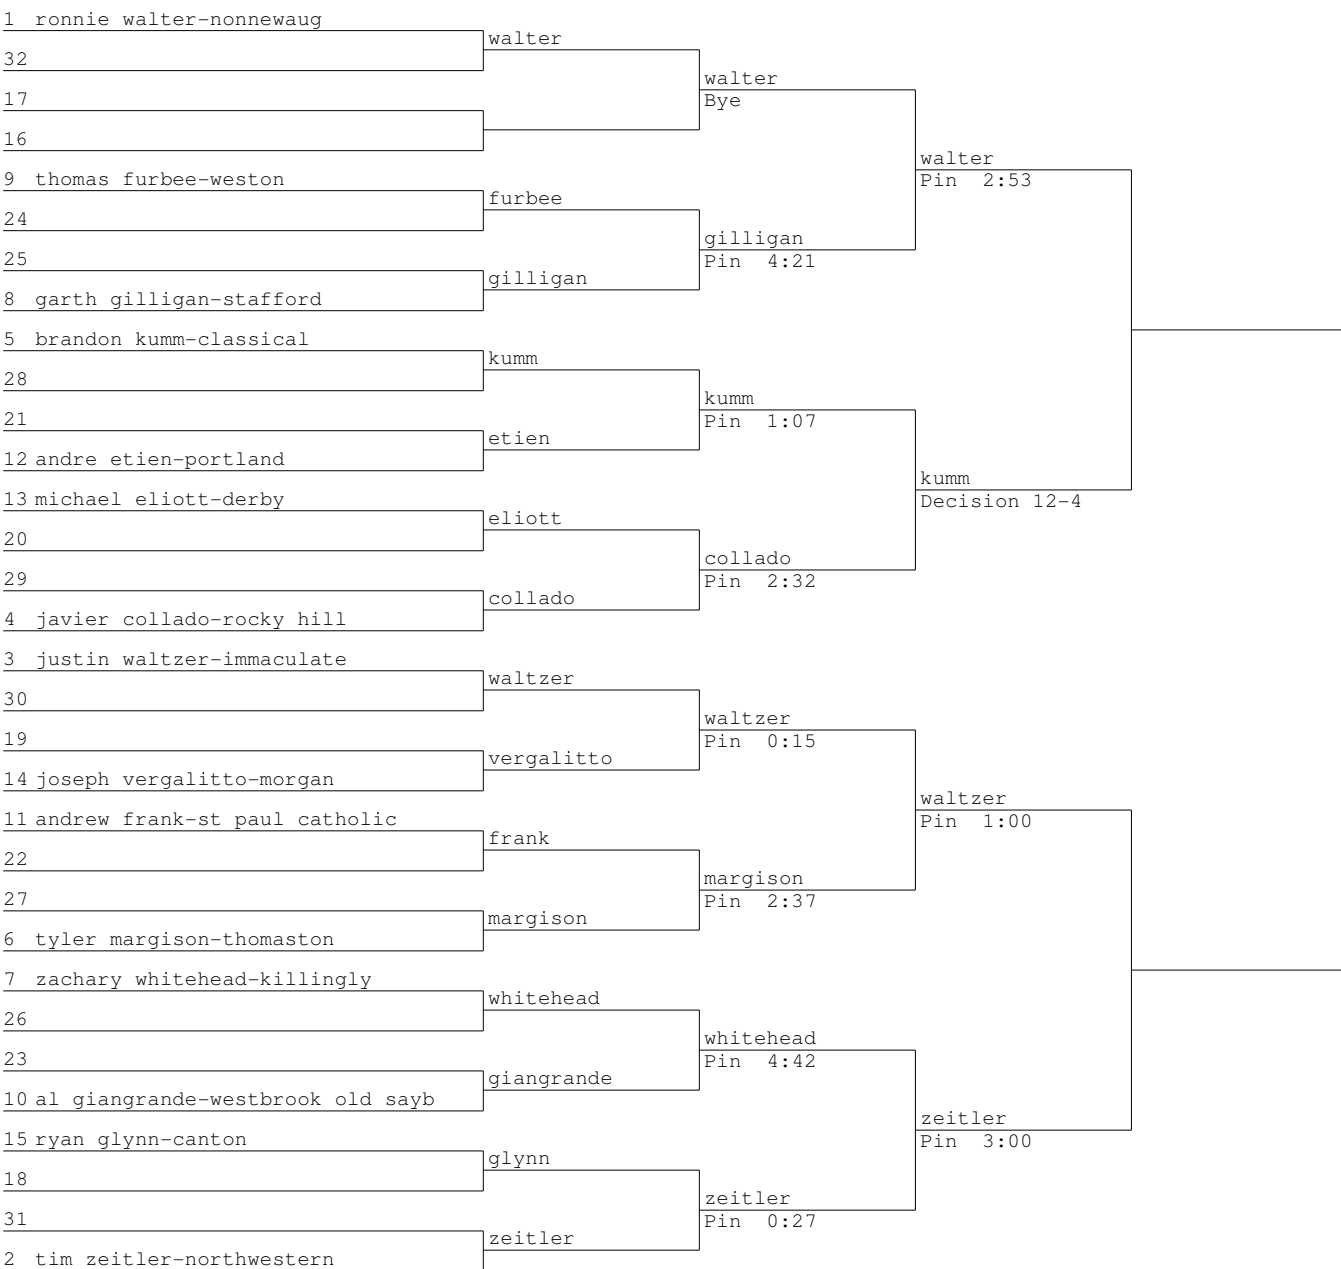 1 ronnie walter-nonnewaug
walter
32
walter
17
Bye
16
walter
9 thomas furbee-weston
Pin 2:53
furbee
24
gilligan
25
Pin 4:21
gilligan
8 garth gilligan-stafford
5 brandon kumm-classical
kumm
28
kumm
21
Pin 1:07
etien
12 andre etien-portland
kumm
13 michael eliott-derby
Decision 12-4
eliott
20
collado
29
Pin 2:32
collado
4 javier collado-rocky hill
3 justin waltzer-immaculate
waltzer
30
waltzer
19
Pin 0:15
vergalitto
14 joseph vergalitto-morgan
waltzer
11 andrew frank-st paul catholic
Pin 1:00
frank
22
margison
27
Pin 2:37
margison
6 tyler margison-thomaston
7 zachary whitehead-killingly
whitehead
26
whitehead
23
Pin 4:42
giangrande
10 al giangrande-westbrook old sayb
zeitler
15 ryan glynn-canton
Pin 3:00
glynn
18
zeitler
31
Pin 0:27
zeitler
2 tim zeitler-northwestern